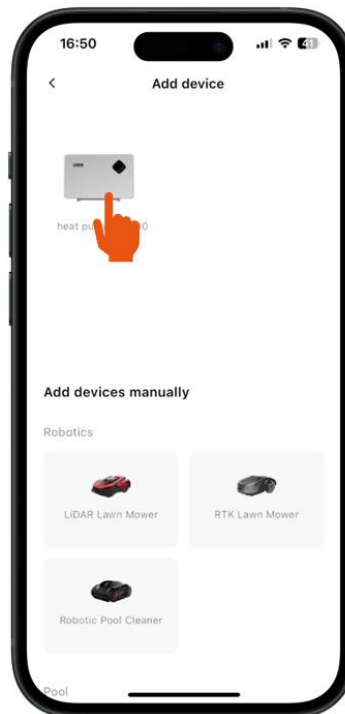 16:50
41
Add device
heat pu
Add devices manually
Robotics
LiDAR Lawn Mower
RTK Lawn Mower
Robotic Pool Cleaner
Pool